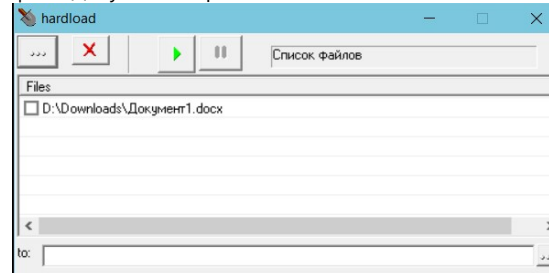 hardload
...
Список файлов
Files
D:\Downloads\Документ1.docx
to: